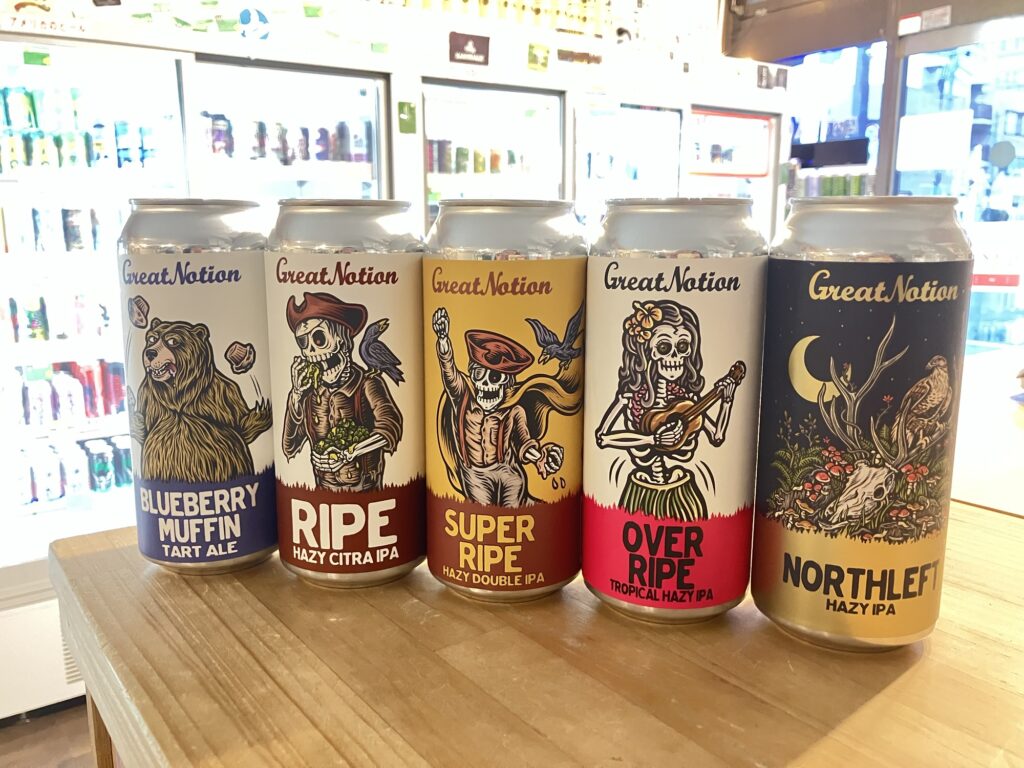 Great Notion
BLUEBERRY
MUFFIN
TART ALE
Great Notion
RIPE
HAZY CITRA IPA
Great Notion
SUPER
RIPE
HAZY DOUBLE IPA
Great Notion
OVER
RIPE
TROPICAL HAZY IPA
Great Notion
NORTHLEFT
HAZY IPA